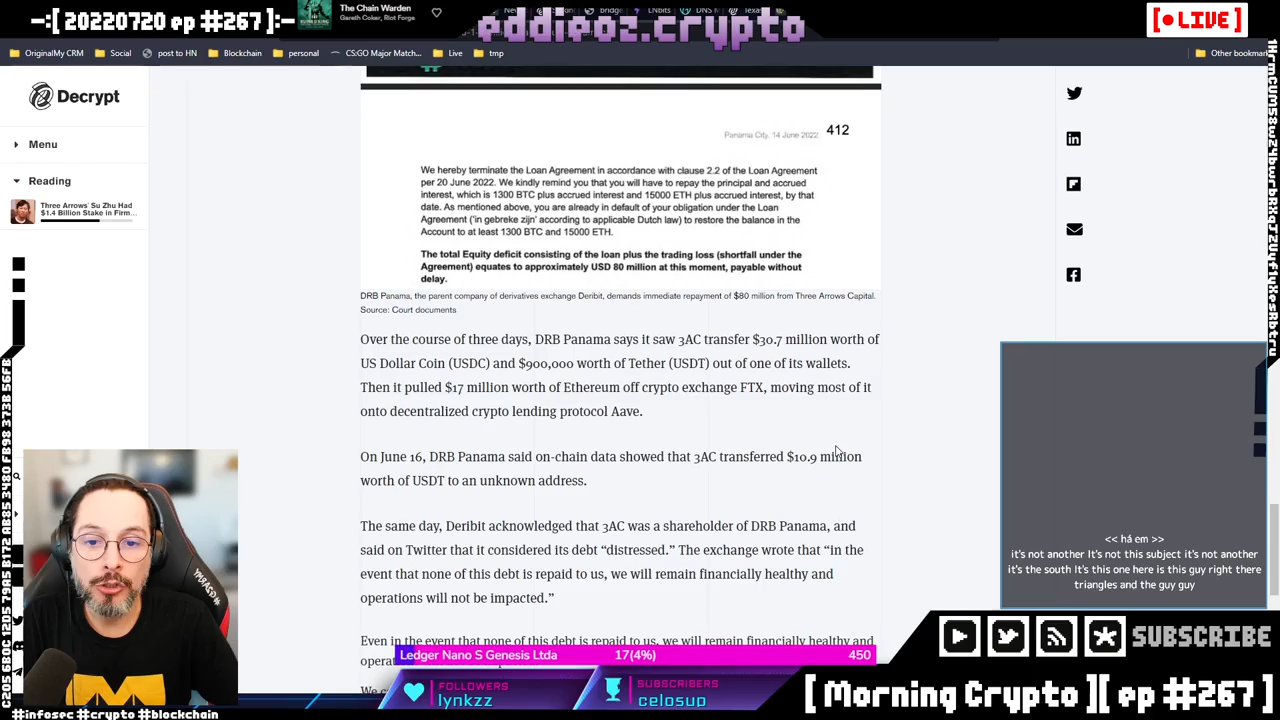 -:[ 20220720 ep #267 ]:-
The Chain Warden
Gareth Coker, Riot Forge
eddieoz.crypto
[ LIVE ]
bridge
LNbits
DNS
OriginalMy CRM
Social
post to HN
Blockchain
personal
CS:GO Major Match...
Live
tmp
Other bookmar
Decrypt
Menu
Reading
Three Arrows' Su Zhu Had
$1.4 Billion Stake in Firm...
Panama City, 14 June 2022
412
We hereby terminate the Loan Agreement in accordance with clause 2.2 of the Loan Agreement
per 20 June 2022. We kindly remind you that you will have to repay the principal and accrued
interest, which is 1300 BTC plus accrued interest and 15000 ETH plus accrued interest, by that
date. As mentioned above, you are already in default of your obligation under the Loan
Agreement ('in gebreke zijn' according to applicable Dutch law) to restore the balance in the
Account to at least 1300 BTC and 15000 ETH.
The total Equity deficit consisting of the loan plus the trading loss (shortfall under the
Agreement) equates to approximately USD 80 million at this moment, payable without
delay.
DRB Panama, the parent company of derivatives exchange Deribit, demands immediate repayment of $80 million from Three Arrows Capital.
Source: Court documents
Over the course of three days, DRB Panama says it saw 3AC transfer $30.7 million worth of
US Dollar Coin (USDC) and $900,000 worth of Tether (USDT) out of one of its wallets.
Then it pulled $17 million worth of Ethereum off crypto exchange FTX, moving most of it
onto decentralized crypto lending protocol Aave.
On June 16, DRB Panama said on-chain data showed that 3AC transferred $10.9 million
worth of USDT to an unknown address.
The same day, Deribit acknowledged that 3AC was a shareholder of DRB Panama, and
said on Twitter that it considered its debt “distressed.” The exchange wrote that “in the
event that none of this debt is repaid to us, we will remain financially healthy and
operations will not be impacted.”
Even in the event that none of this debt is repaid to us, we will remain financially healthy and
<< há em >>
it's not another It's not this subject it's not another
it's the south It's this one here is this guy right there
triangles and the guy guy
YABAGO
Ledger Nano S Genesis Ltda
17(4%)
450
FOLLOWERS
lynkzz
SUBSCRIBERS
celosup
SUBSCRIBE
[ Morning Crypto ][ ep #267 ]
#infosec #crypto #blockchain